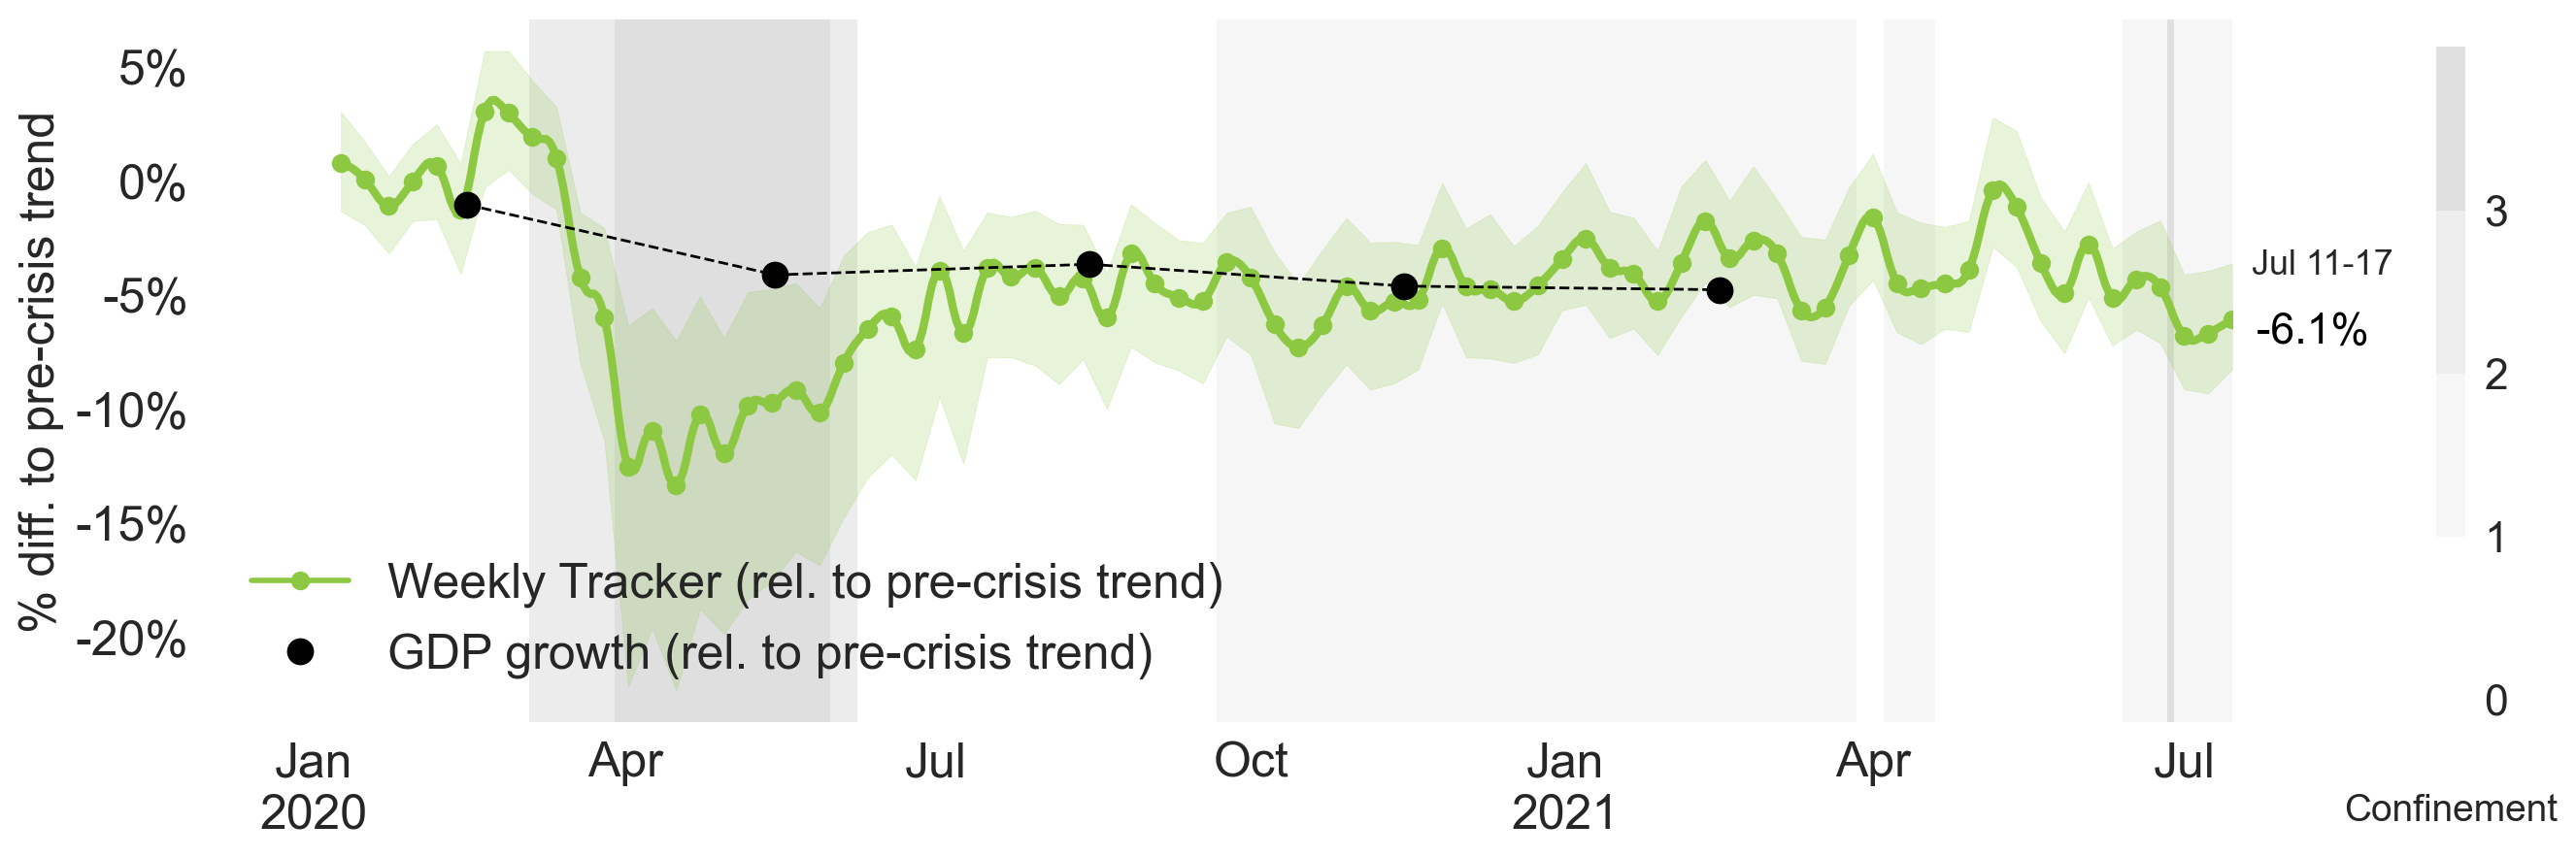 % diff. to pre-crisis trend
5%
0%
-5%
-10%
-15%
-20%
Weekly Tracker (rel. to pre-crisis trend)
GDP growth (rel. to pre-crisis trend)
Jan
2020
Apr
Jul
Oct
Jan
2021
Apr
Jul
Jul 11-17
-6.1%
3
2
1
0
Confinement